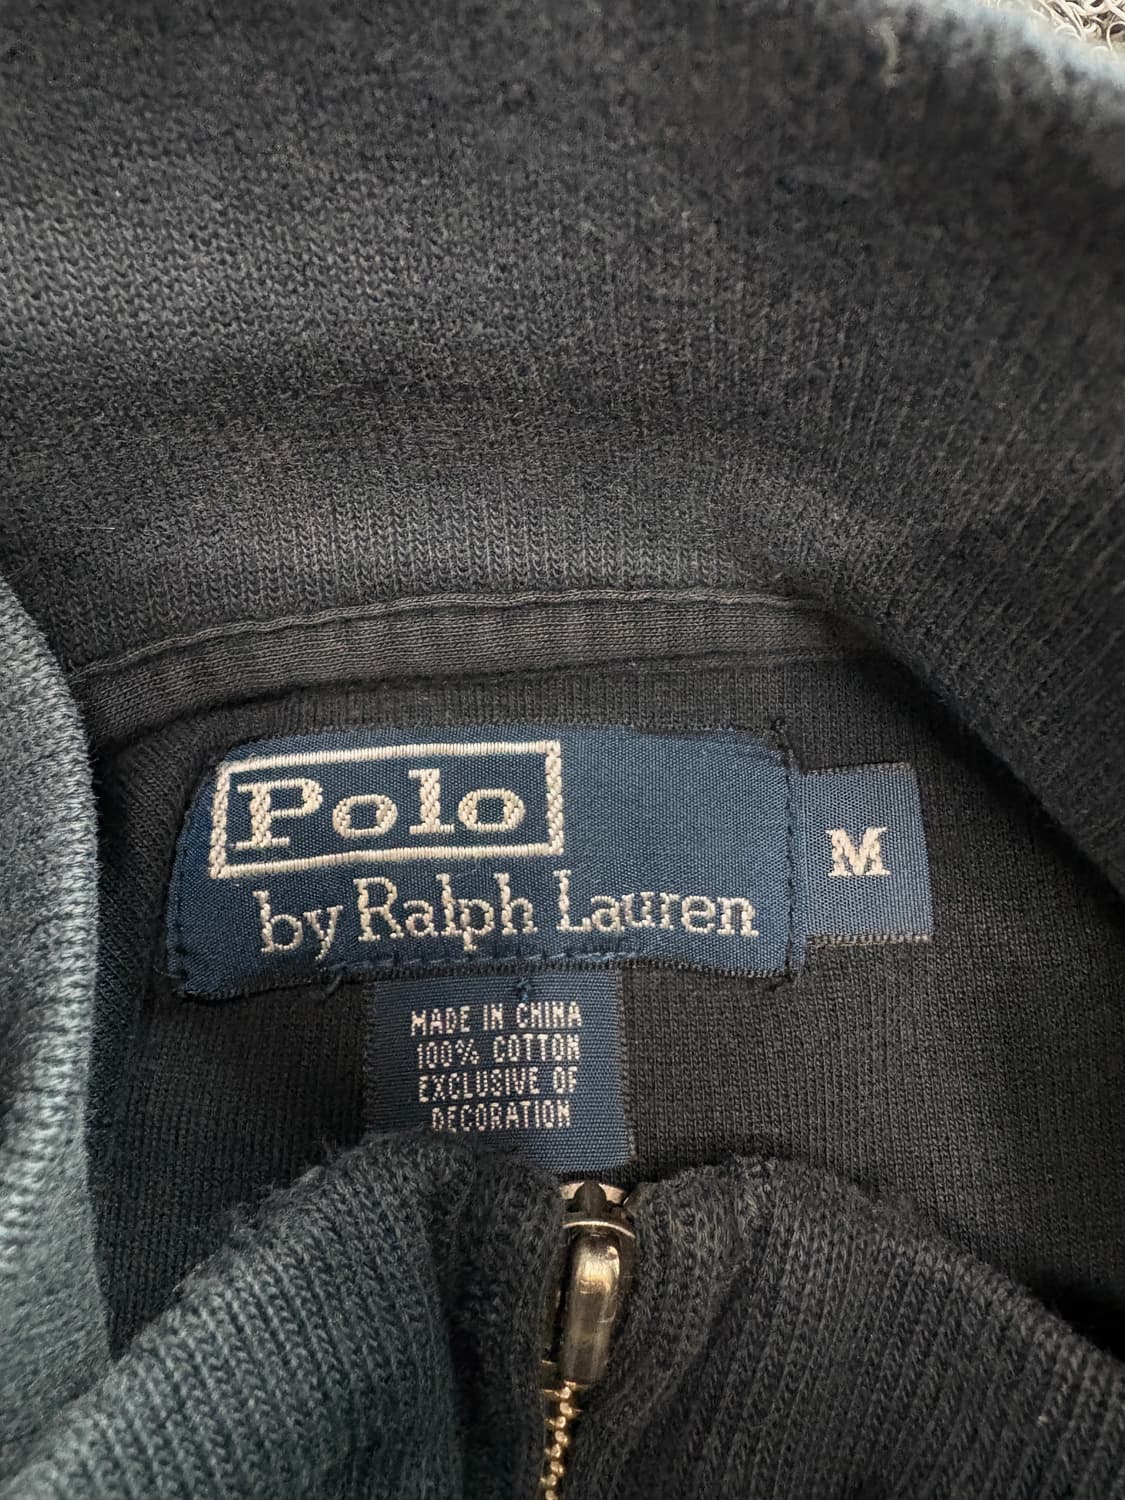 Polo
by Ralph Lauren
M
MADE IN CHINA
100% COTTON
EXCLUSIVE OF
DECORATION